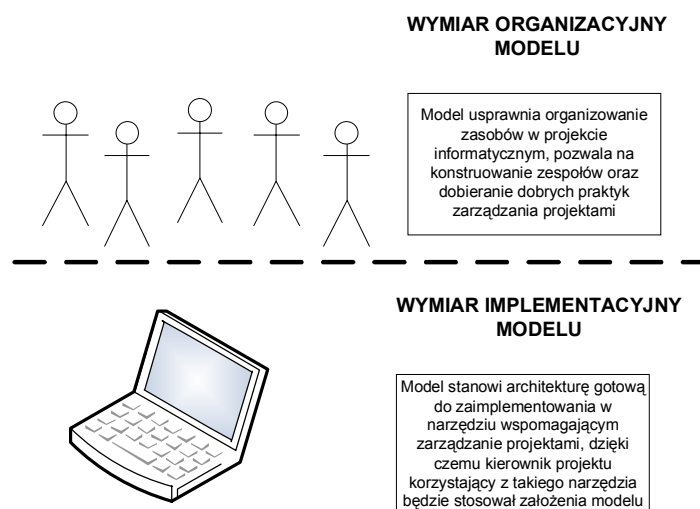 WYMIAR ORGANIZACYJNY
MODELU
Model usprawnia organizowanie
zasobów w projekcie
informatycznym, pozwala na
konstruowanie zespołów oraz
dobieranie dobrych praktyk
zarządzania projektami
WYMIAR IMPLEMENTACYJNY
MODELU
Model stanowi architekturę gotową
do zaimplementowania w
narzędziu wspomagającym
zarządzanie projektami, dzięki
czemu kierownik projektu
korzystający z takiego narzędzia
będzie stosował założenia modelu